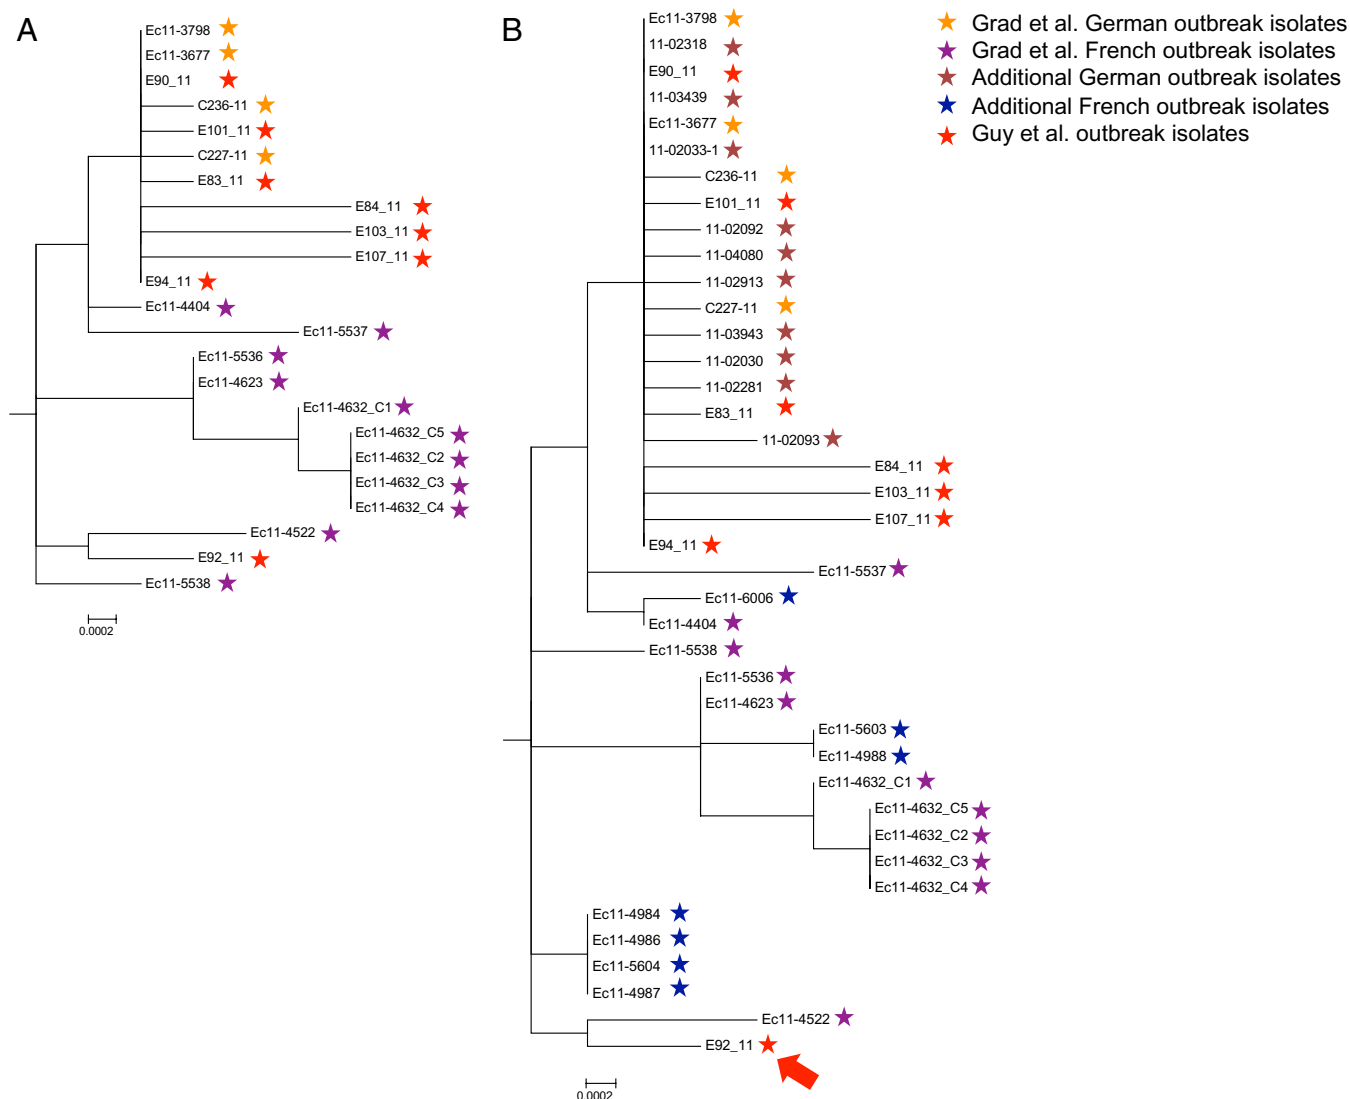 A
Ec11-3798
Ec11-3677
E90_11
C236-11
E101_11
C227-11
E83_11
E84_11
E103_11
E107_11
E94_11
Ec11-4404
Ec11-5537
Ec11-5536
Ec11-4623
Ec11-4632_C1
Ec11-4632_C5
Ec11-4632_C2
Ec11-4632_C3
Ec11-4632_C4
Ec11-4522
E92_11
Ec11-5538
0.0002
B
Ec11-3798
11-02318
E90_11
11-03439
Ec11-3677
11-02033-1
C236-11
E101_11
11-02092
11-04080
11-02913
C227-11
11-03943
11-02030
11-02281
E83_11
11-02093
E84_11
E103_11
E107_11
E94_11
Ec11-5537
Ec11-6006
Ec11-4404
Ec11-5538
Ec11-5536
Ec11-4623
Ec11-5603
Ec11-4988
Ec11-4632_C1
Ec11-4632_C5
Ec11-4632_C2
Ec11-4632_C3
Ec11-4632_C4
Ec11-4984
Ec11-4986
Ec11-5604
Ec11-4987
Ec11-4522
E92_11
0.0002
Grad et al. German outbreak isolates
Grad et al. French outbreak isolates
Additional German outbreak isolates
Additional French outbreak isolates
Guy et al. outbreak isolates